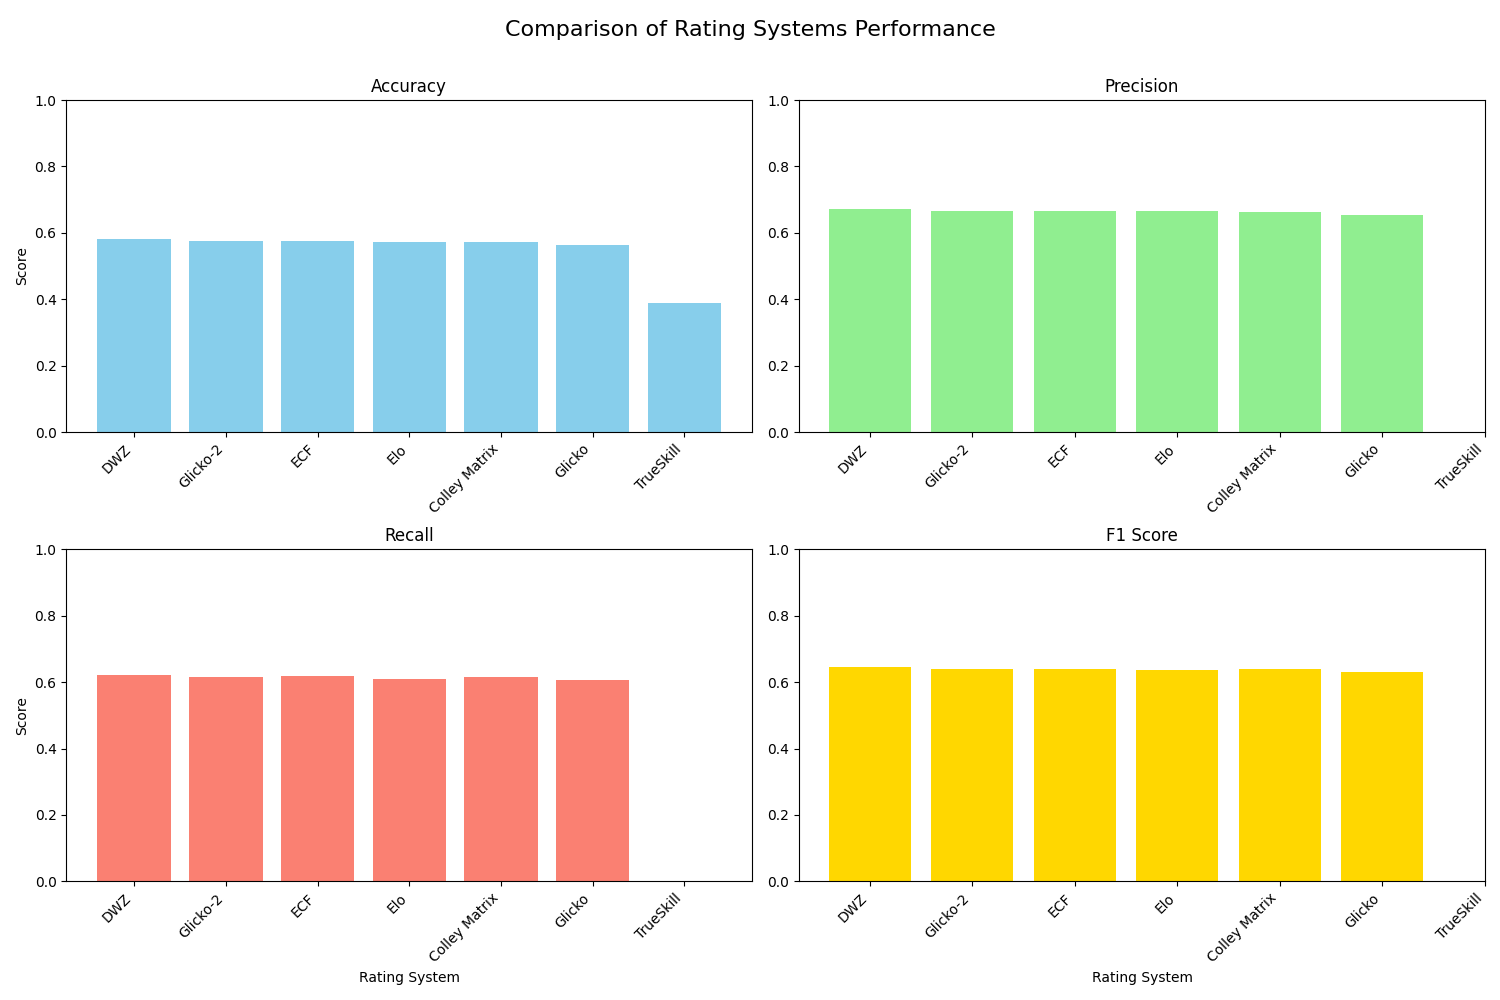 Comparison of Rating Systems Performance
Accuracy
1.0
0.8
0.6
0.4
0.2
0.0
Score
DWZ
Glicko-2
ECF
Elo
Colley Matrix
Glicko
TrueSkill
Precision
1.0
0.8
0.6
0.4
0.2
0.0
DWZ
Glicko-2
ECF
Elo
Colley Matrix
Glicko
TrueSkill
Recall
1.0
0.8
0.6
0.4
0.2
0.0
Score
DWZ
Glicko-2
ECF
Elo
Colley Matrix
Glicko
TrueSkill
Rating System
F1 Score
1.0
0.8
0.6
0.4
0.2
0.0
DWZ
Glicko-2
ECF
Elo
Colley Matrix
Glicko
TrueSkill
Rating System